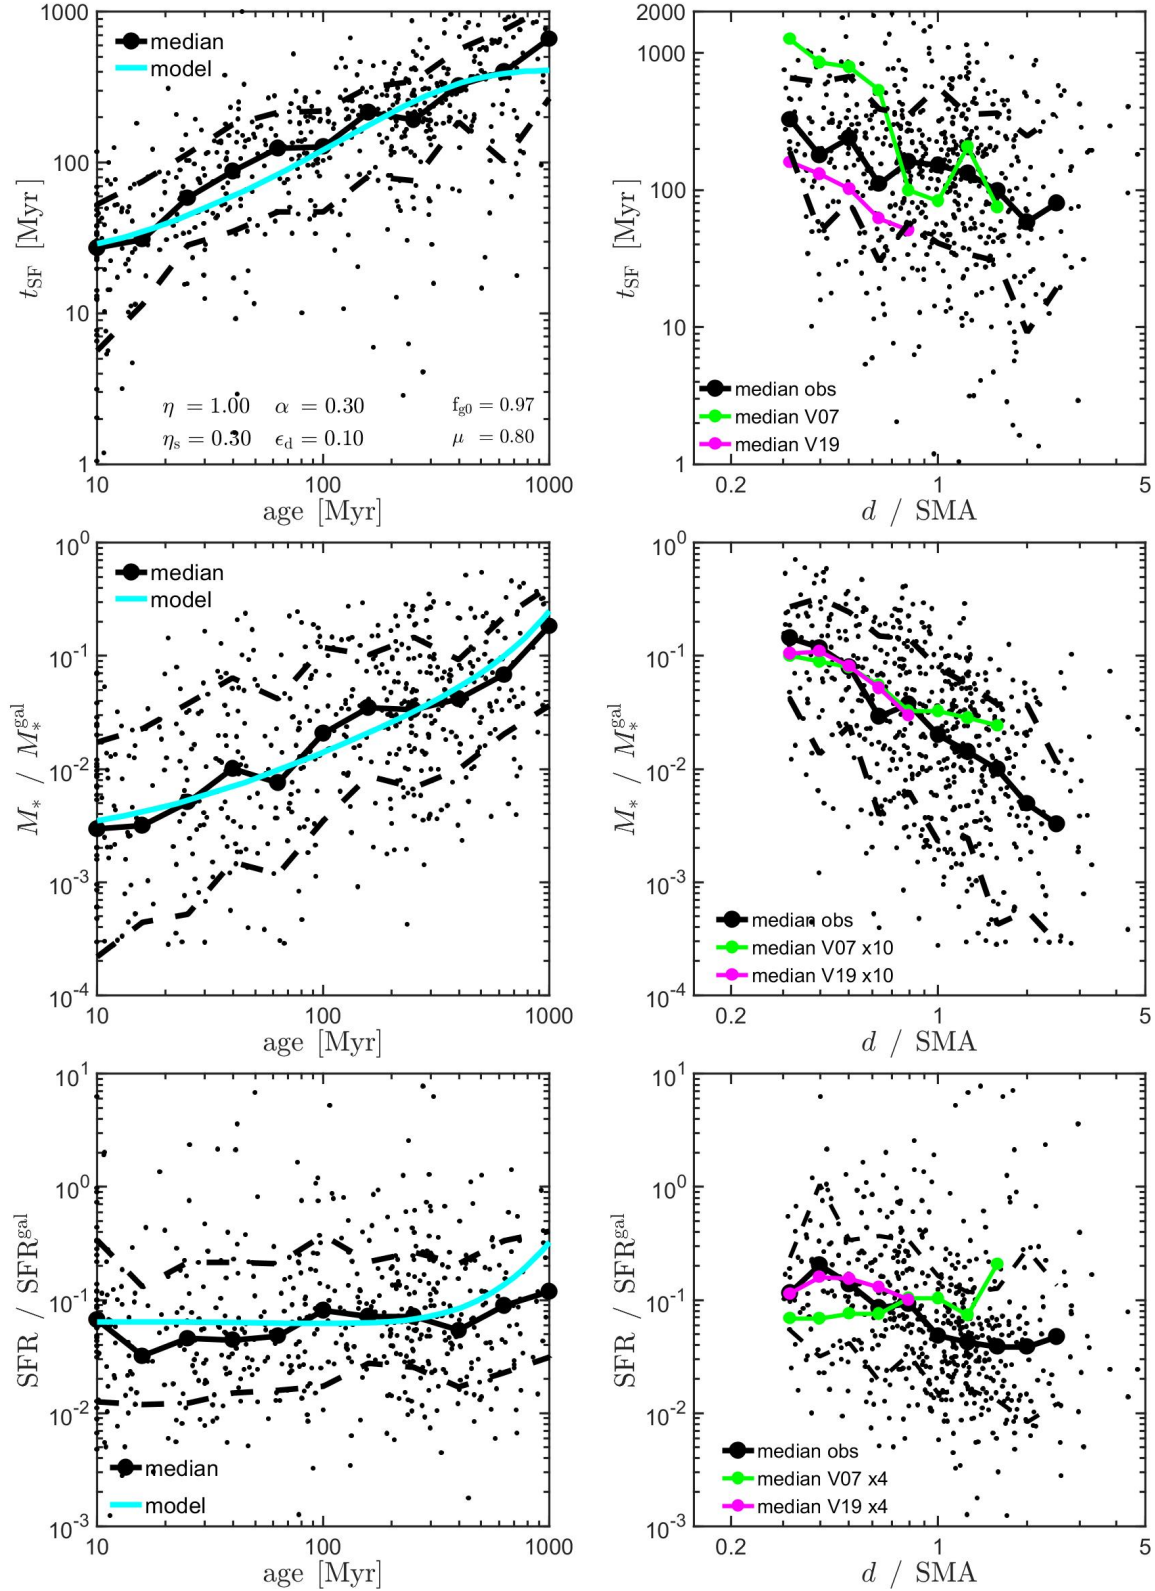 1000
100
10
1
t_SF [Myr]
median
model
η = 1.00 α = 0.30 f_g0 = 0.97
η_s = 0.30 ϵ_d = 0.10 μ = 0.80
10 100 1000
age [Myr]
2000
1000
100
10
1
t_SF [Myr]
median obs
median V07
median V19
0.2 1 5
d / SMA
10^0
10^-1
10^-2
10^-3
10^-4
M_* / M_*^gal
median
model
10 100 1000
age [Myr]
10^0
10^-1
10^-2
10^-3
10^-4
M_* / M_*^gal
median obs
median V07 x10
median V19 x10
0.2 1 5
d / SMA
10^1
10^0
10^-1
10^-2
10^-3
SFR / SFR^gal
median
model
10 100 1000
age [Myr]
10^1
10^0
10^-1
10^-2
10^-3
SFR / SFR^gal
median obs
median V07 x4
median V19 x4
0.2 1 5
d / SMA